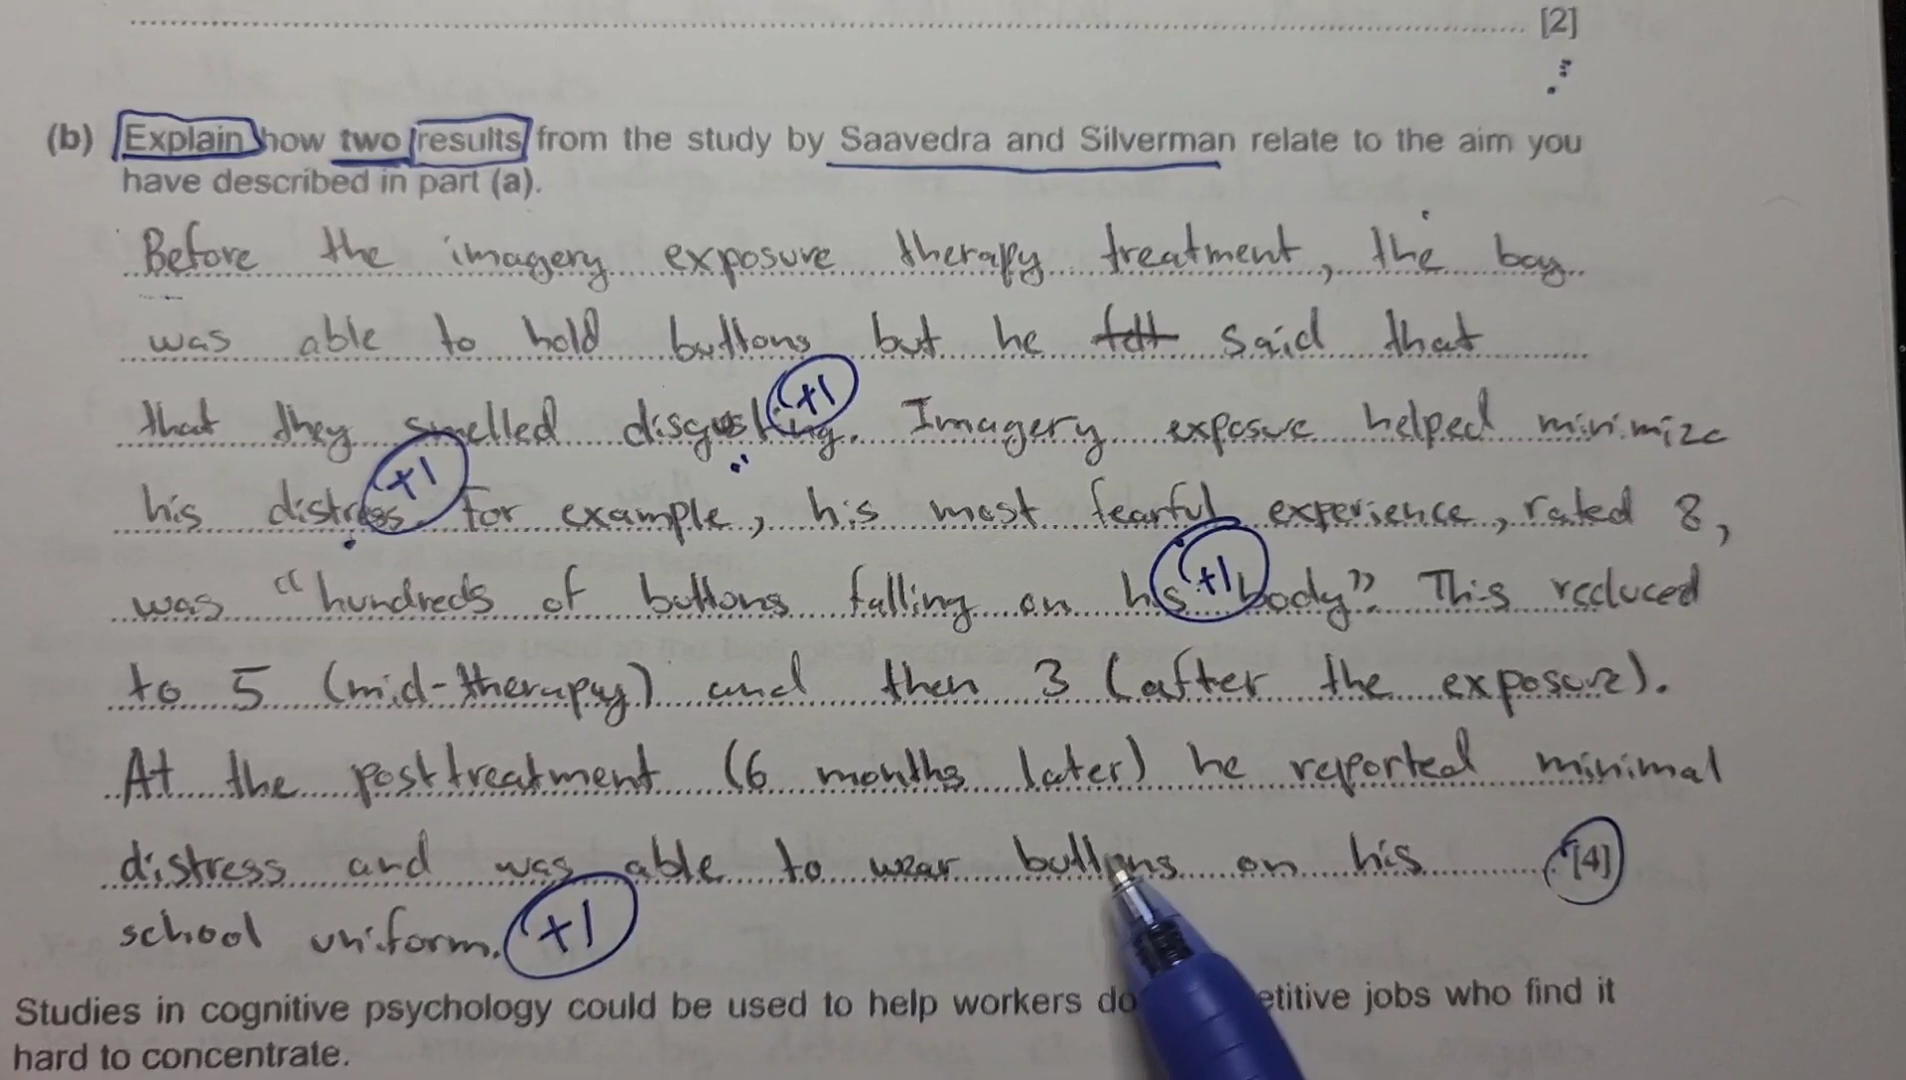 [2]
(b) Explain how two results from the study by Saavedra and Silverman relate to the aim you
have described in part (a).
Before the imagery exposure therapy treatment, the boy
was able to hold buttons but he felt said that
that they smelled disgusting. +1 Imagery exposure helped minimize
his distress. +1 For example, his most fearful experience, rated 8,
was "hundreds of buttons falling on his +1 body". This reduced
to 5 (mid-therapy) and then 3 (after the exposure).
At the posttreatment (6 months later) he reported minimal
distress and was able to wear buttons on his [4]
school uniform. +1
Studies in cognitive psychology could be used to help workers do etitive jobs who find it
hard to concentrate.